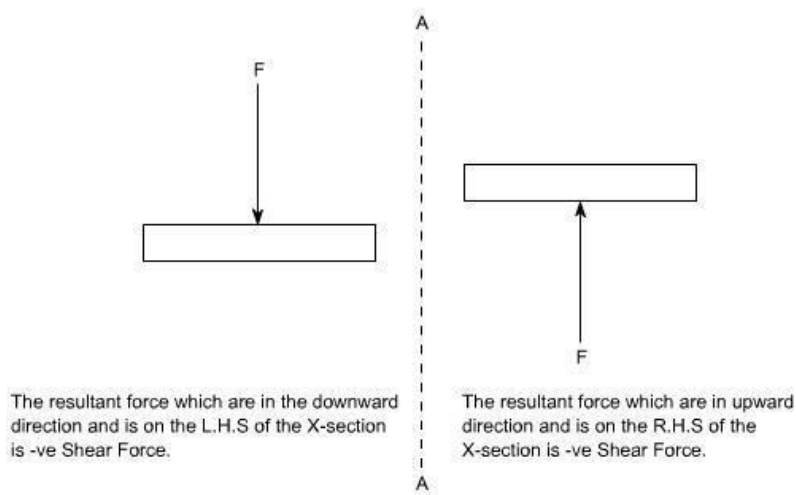 A
F
The resultant force which are in the downward
direction and is on the L.H.S of the X-section
is -ve Shear Force.
F
The resultant force which are in upward
direction and is on the R.H.S of the
X-section is -ve Shear Force.
A